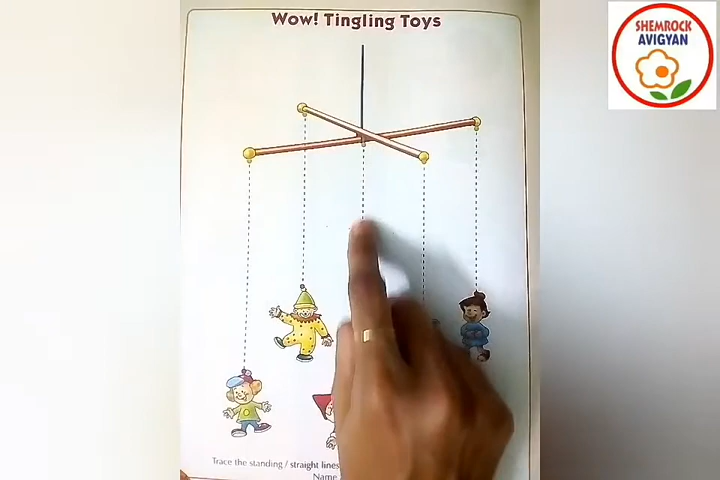 Wow! Tingling Toys
SHEMROCK
AVIGYAN
Trace the standing / straight lines
Name